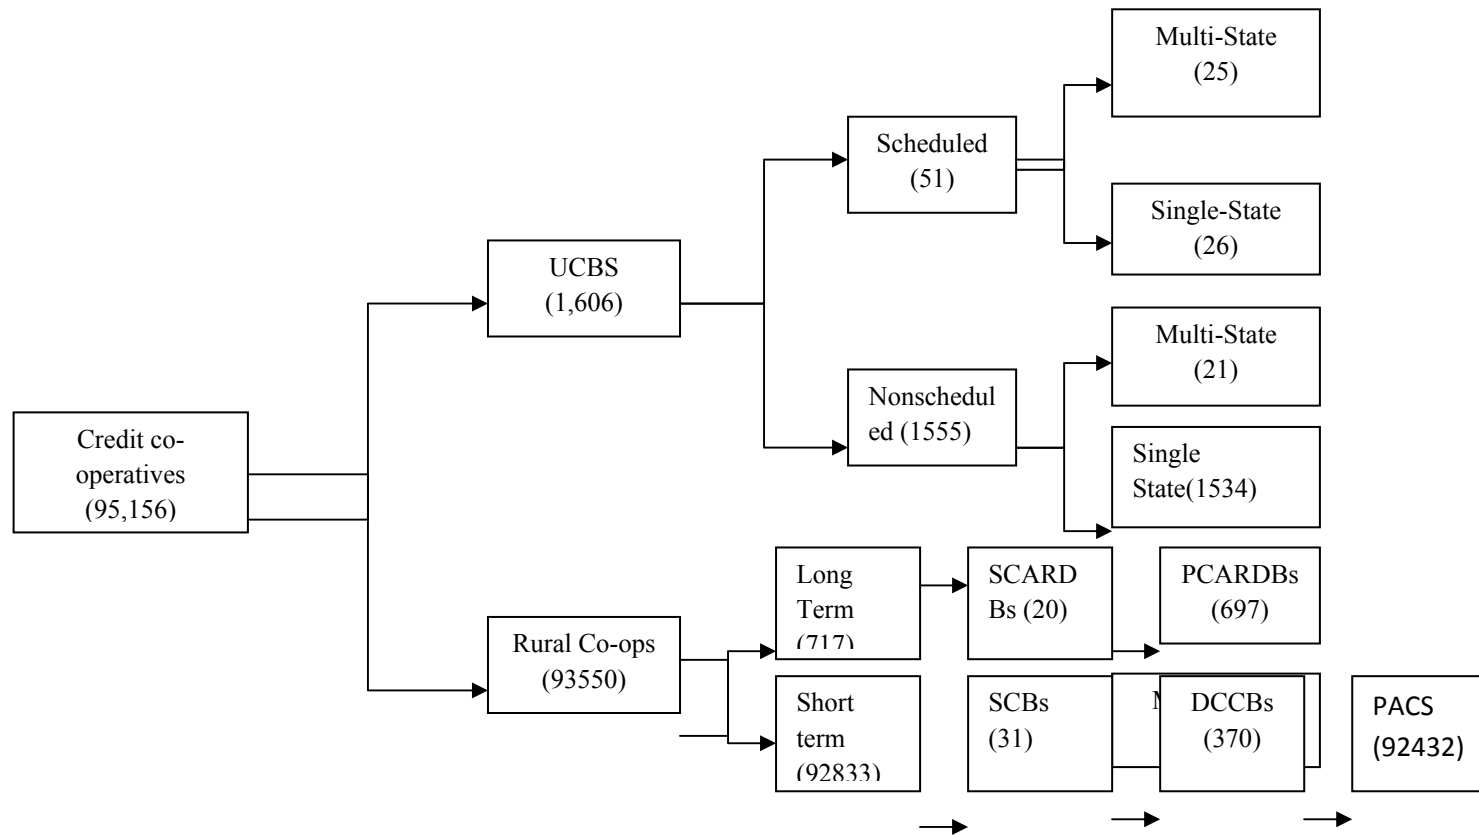 Multi-State
(25)
Scheduled
(51)
Single-State
(26)
UCBS
(1,606)
Multi-State
(21)
Nonschedul
ed (1555)
Credit co-
operatives
(95,156)
Single
State(1534)
Long
Term
(717)
SCARD
Bs (20)
PCARDBs
(697)
Rural Co-ops
(93550)
Short
term
(92833)
SCBs
(31)
DCCBs
(370)
PACS
(92432)